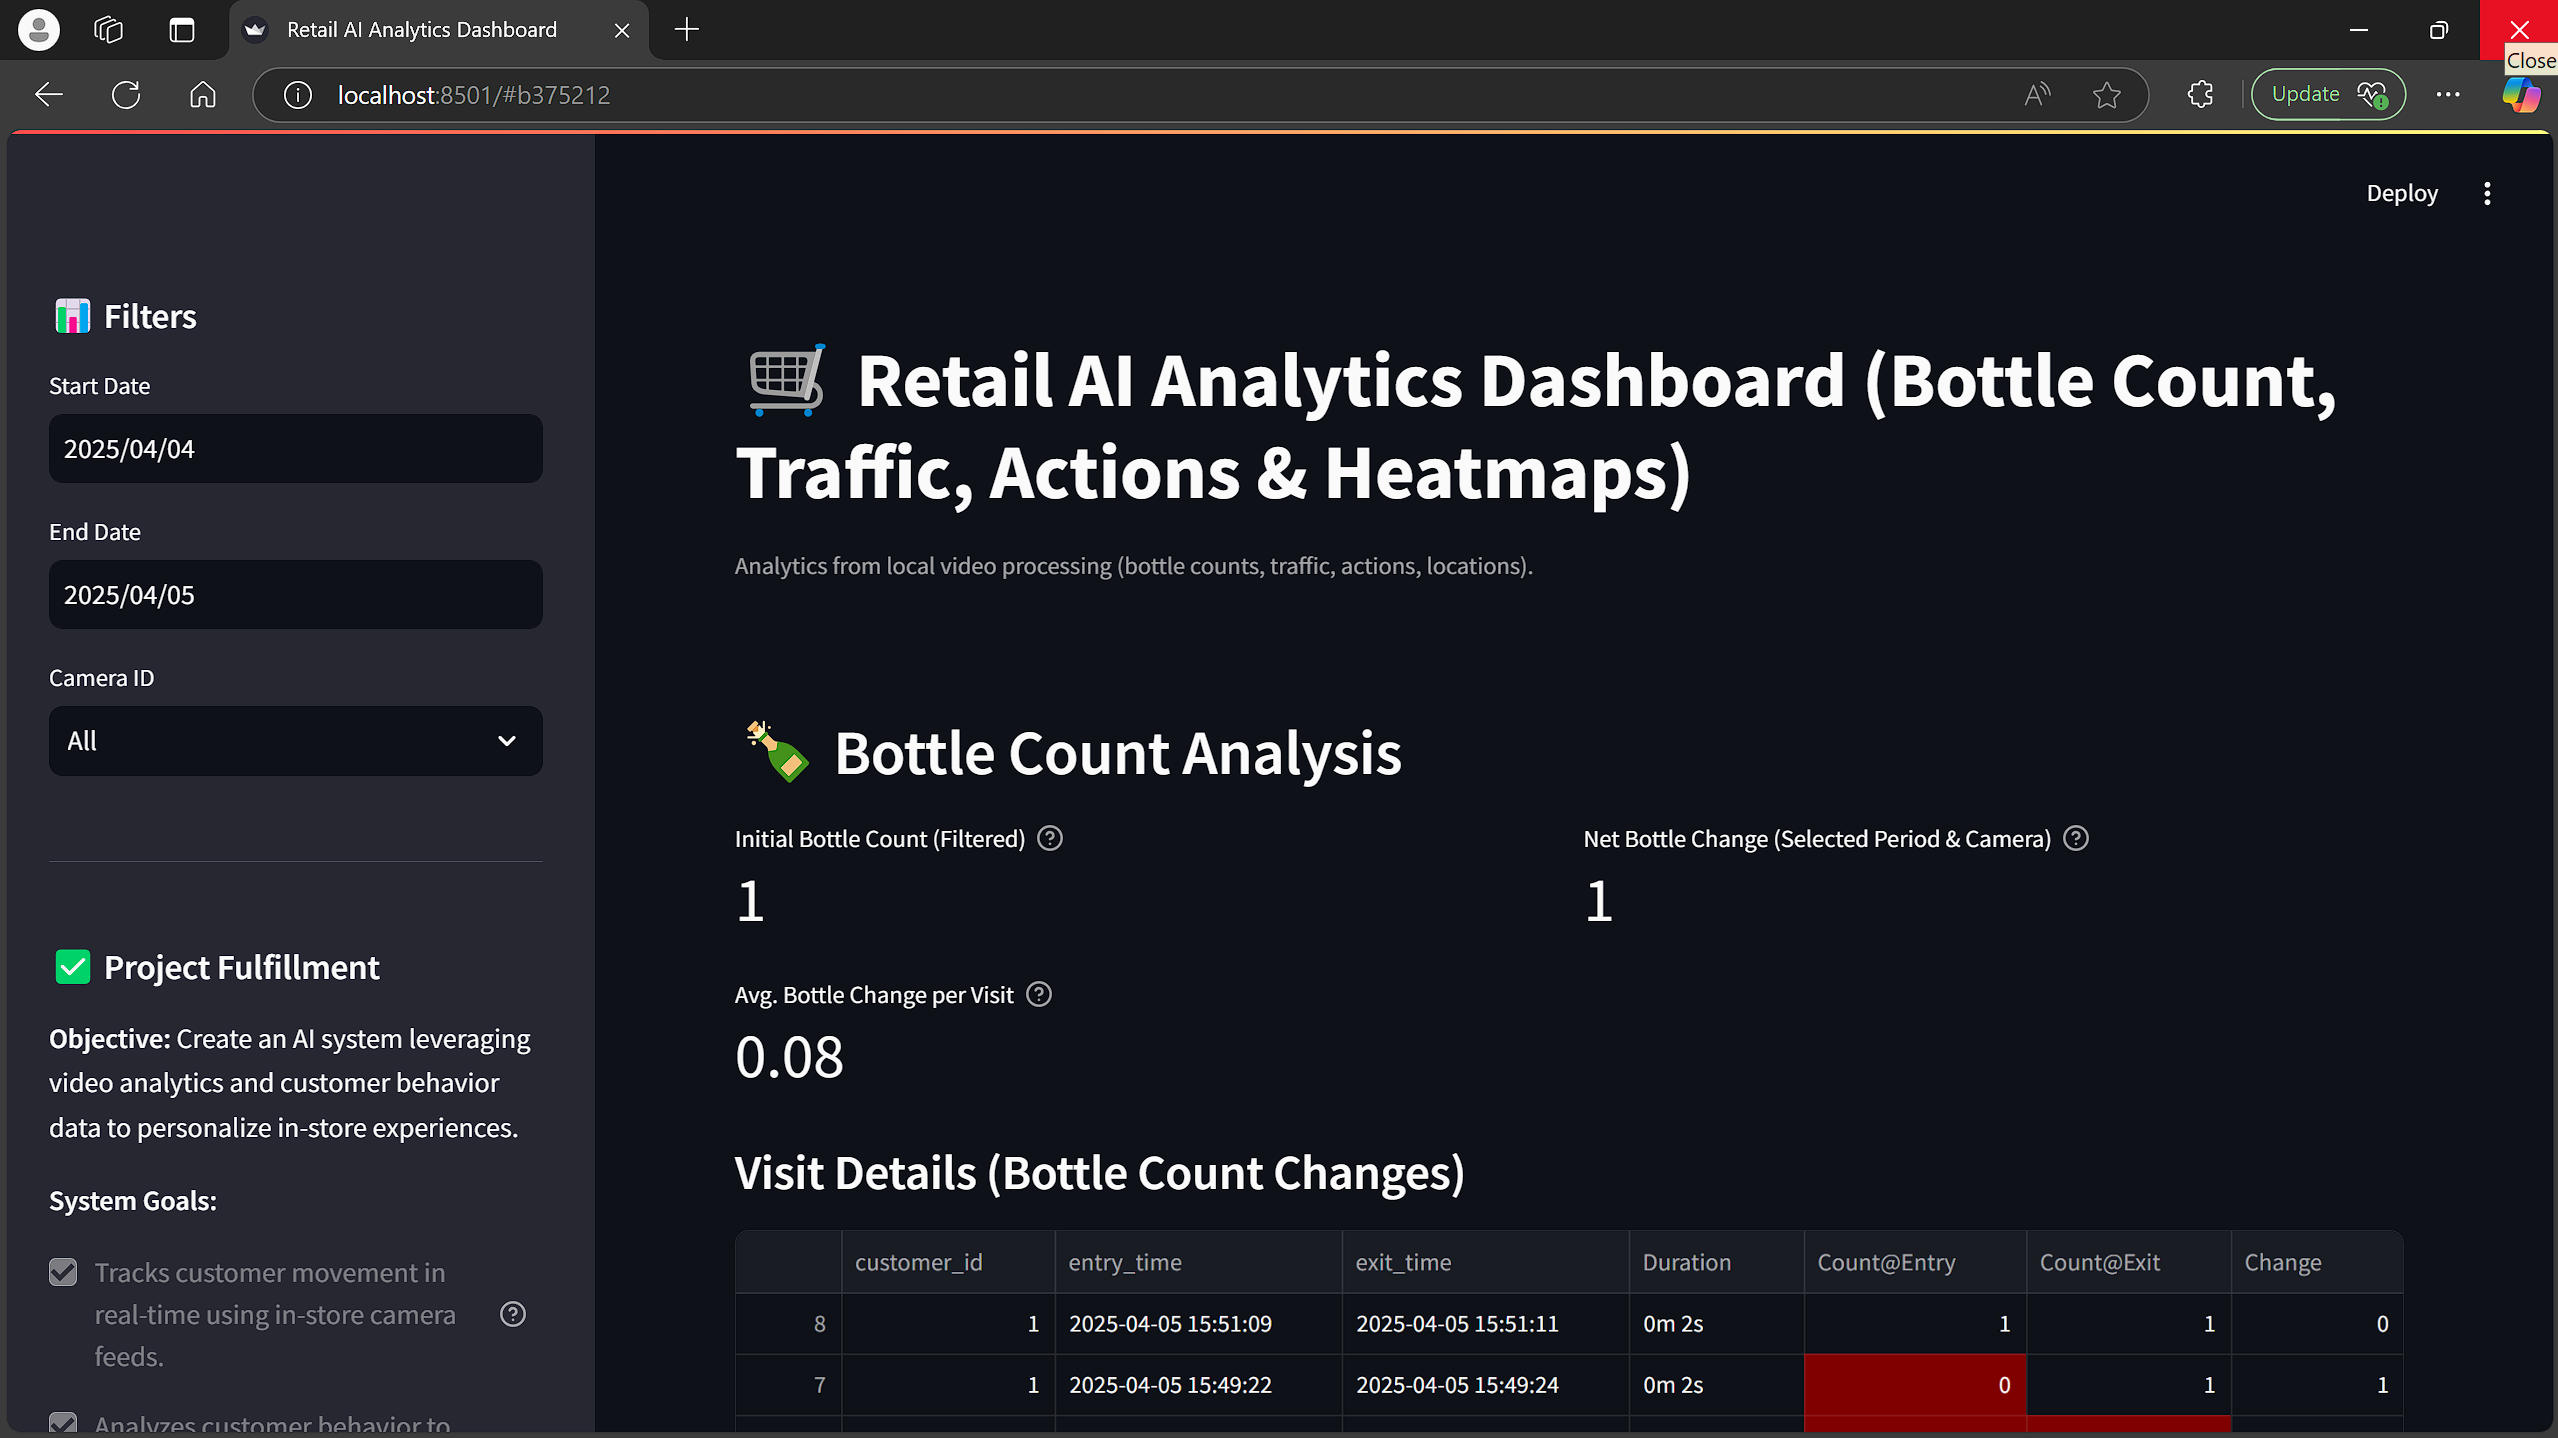 Retail AI Analytics Dashboard
Close
localhost:8501/#b375212
Update
Deploy
Filters
Start Date
2025/04/04
End Date
2025/04/05
Camera ID
All
Project Fulfillment
Objective: Create an AI system leveraging
video analytics and customer behavior
data to personalize in-store experiences.
System Goals:
Tracks customer movement in
real-time using in-store camera
feeds.
Analyzes customer behavior to
Retail AI Analytics Dashboard (Bottle Count,
Traffic, Actions & Heatmaps)
Analytics from local video processing (bottle counts, traffic, actions, locations).
Bottle Count Analysis
Initial Bottle Count (Filtered)
1
Net Bottle Change (Selected Period & Camera)
1
Avg. Bottle Change per Visit
0.08
Visit Details (Bottle Count Changes)
customer_id entry_time exit_time Duration Count@Entry Count@Exit Change
8 1 2025-04-05 15:51:09 2025-04-05 15:51:11 0m 2s 1 1 0
7 1 2025-04-05 15:49:22 2025-04-05 15:49:24 0m 2s 0 1 1